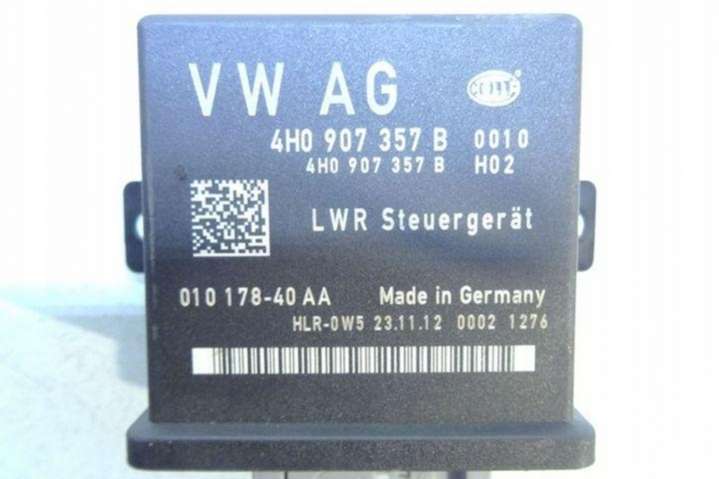 VW AG
4H0 907 357 B 0010
4H0 907 357 B H02
LWR Steuergerät
010 178-40 AA Made in Germany
HLR-0W5 23.11.12 0002 1276